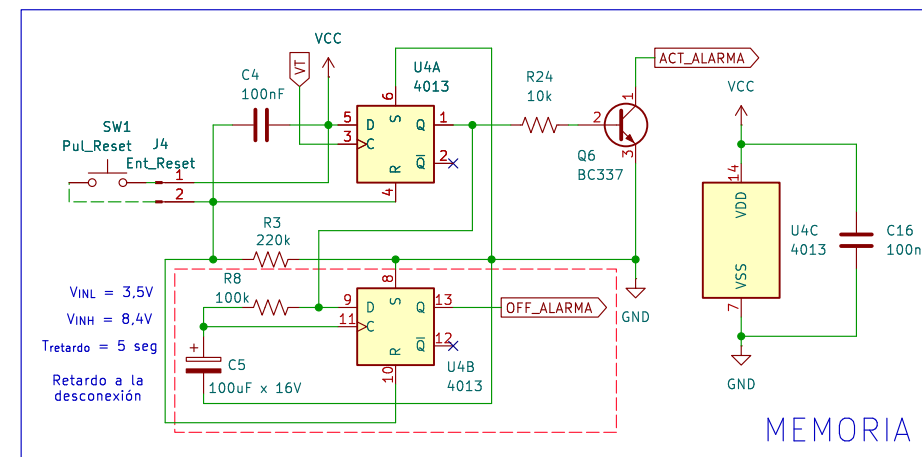 VCC
VT
C4
100nF
U4A
4013
6
S
5
D
Q
1
3
C
Q
2
R
4
SW1
Pul_Reset
J4
Ent_Reset
1
2
R24
10k
2
1
3
Q6
BC337
ACT_ALARMA
GND
VCC
14
VDD
VSS
7
U4C
4013
C16
100n
GND
R3
220k
R8
100k
8
S
9
D
Q
13
11
C
Q
12
R
10
U4B
4013
OFF_ALARMA
+
C5
100uF x 16V
VINL = 3,5V
VINH = 8,4V
Tretardo = 5 seg
Retardo a la
desconexión
MEMORIA